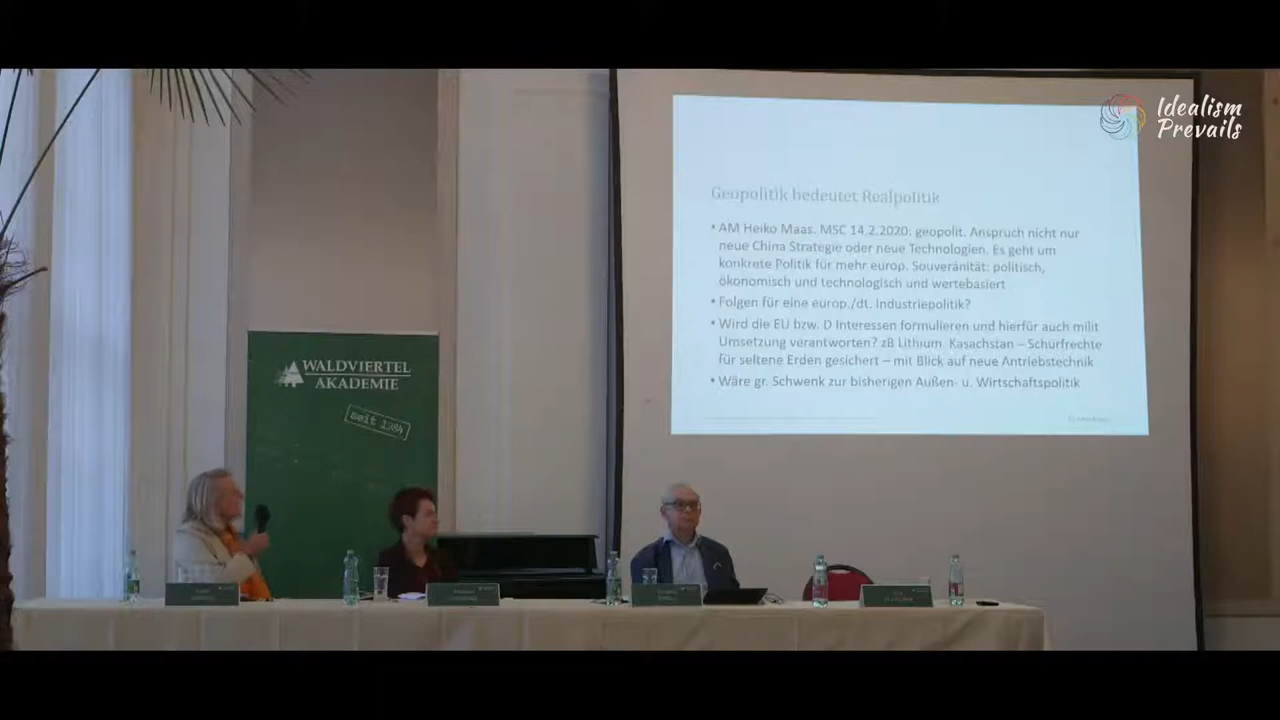 Idealism
Prevails
Geopolitik bedeutet Realpolitik
• AM Heiko Maas. MSC 14.2.2020: geopolit. Anspruch nicht nur
neue China Strategie oder neue Technologien. Es geht um
konkrete Politik für mehr europ. Souveränität: politisch,
ökonomisch und technologisch und wertebasiert
• Folgen für eine europ./dt. Industriepolitik?
• Wird die EU bzw. D Interessen formulieren und hierfür auch milit
Umsetzung verantworten? zB Lithium. Kasachstan – Schürfrechte
für seltene Erden gesichert – mit Blick auf neue Antriebstechnik
• Wäre gr. Schwenk zur bisherigen Außen- u. Wirtschaftspolitik
WALDVIERTEL
AKADEMIE
seit 1984